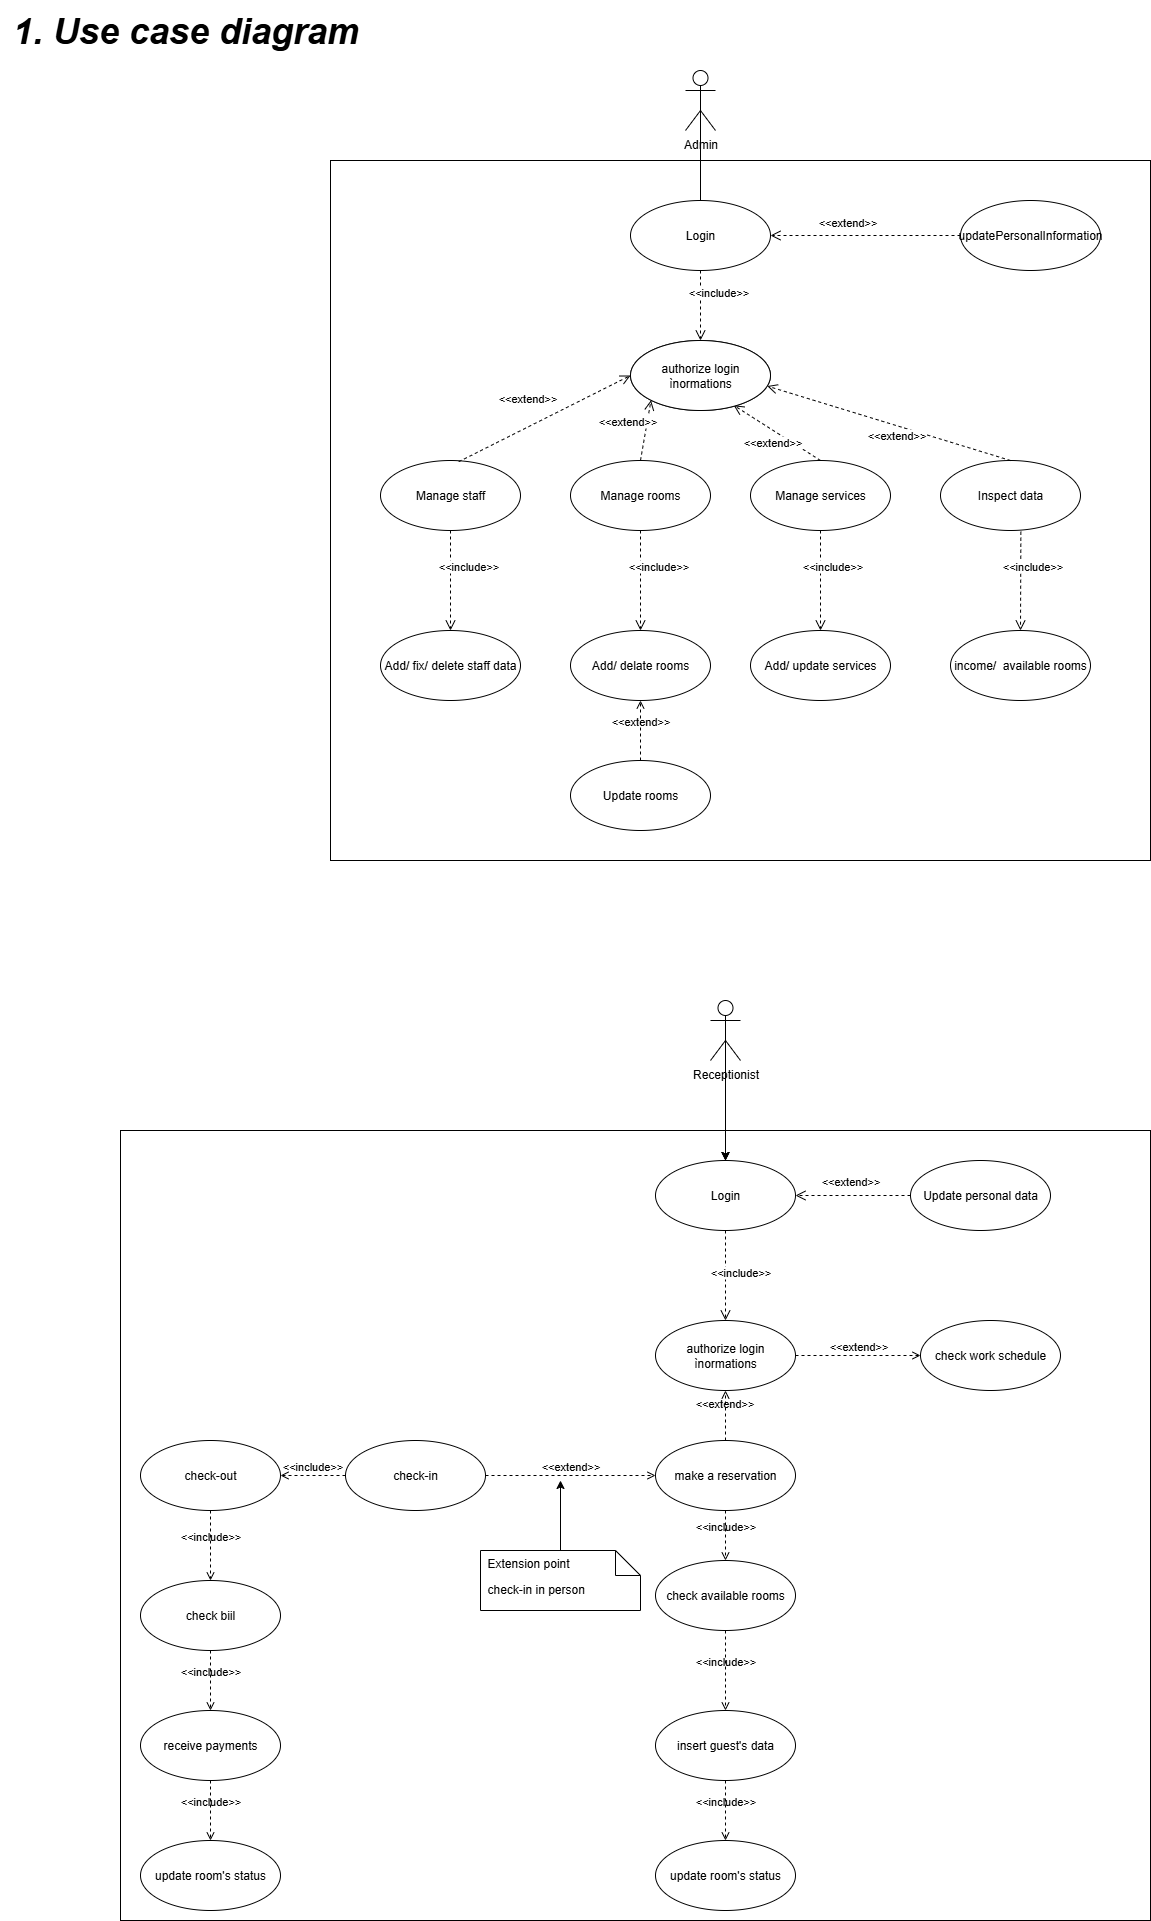 1. Use case diagram
Admin
Login
<<extend>>
updatePersonalInformation
<<include>>
authorize login
inormations
<<extend>>
<<extend>>
<<extend>>
<<extend>>
Manage staff
Manage rooms
Manage services
Inspect data
<<include>>
<<include>>
<<include>>
<<include>>
Add/ fix/ delete staff data
Add/ delate rooms
Add/ update services
income/  available rooms
<<extend>>
Update rooms
Receptionist
Login
<<extend>>
Update personal data
<<include>>
authorize login
inormations
<<extend>>
check work schedule
<<extend>>
check-out
<<include>>
check-in
<<extend>>
make a reservation
<<include>>
<<include>>
Extension point
check-in in person
check available rooms
check biil
<<include>>
<<include>>
receive payments
insert guest's data
<<include>>
<<include>>
update room's status
update room's status